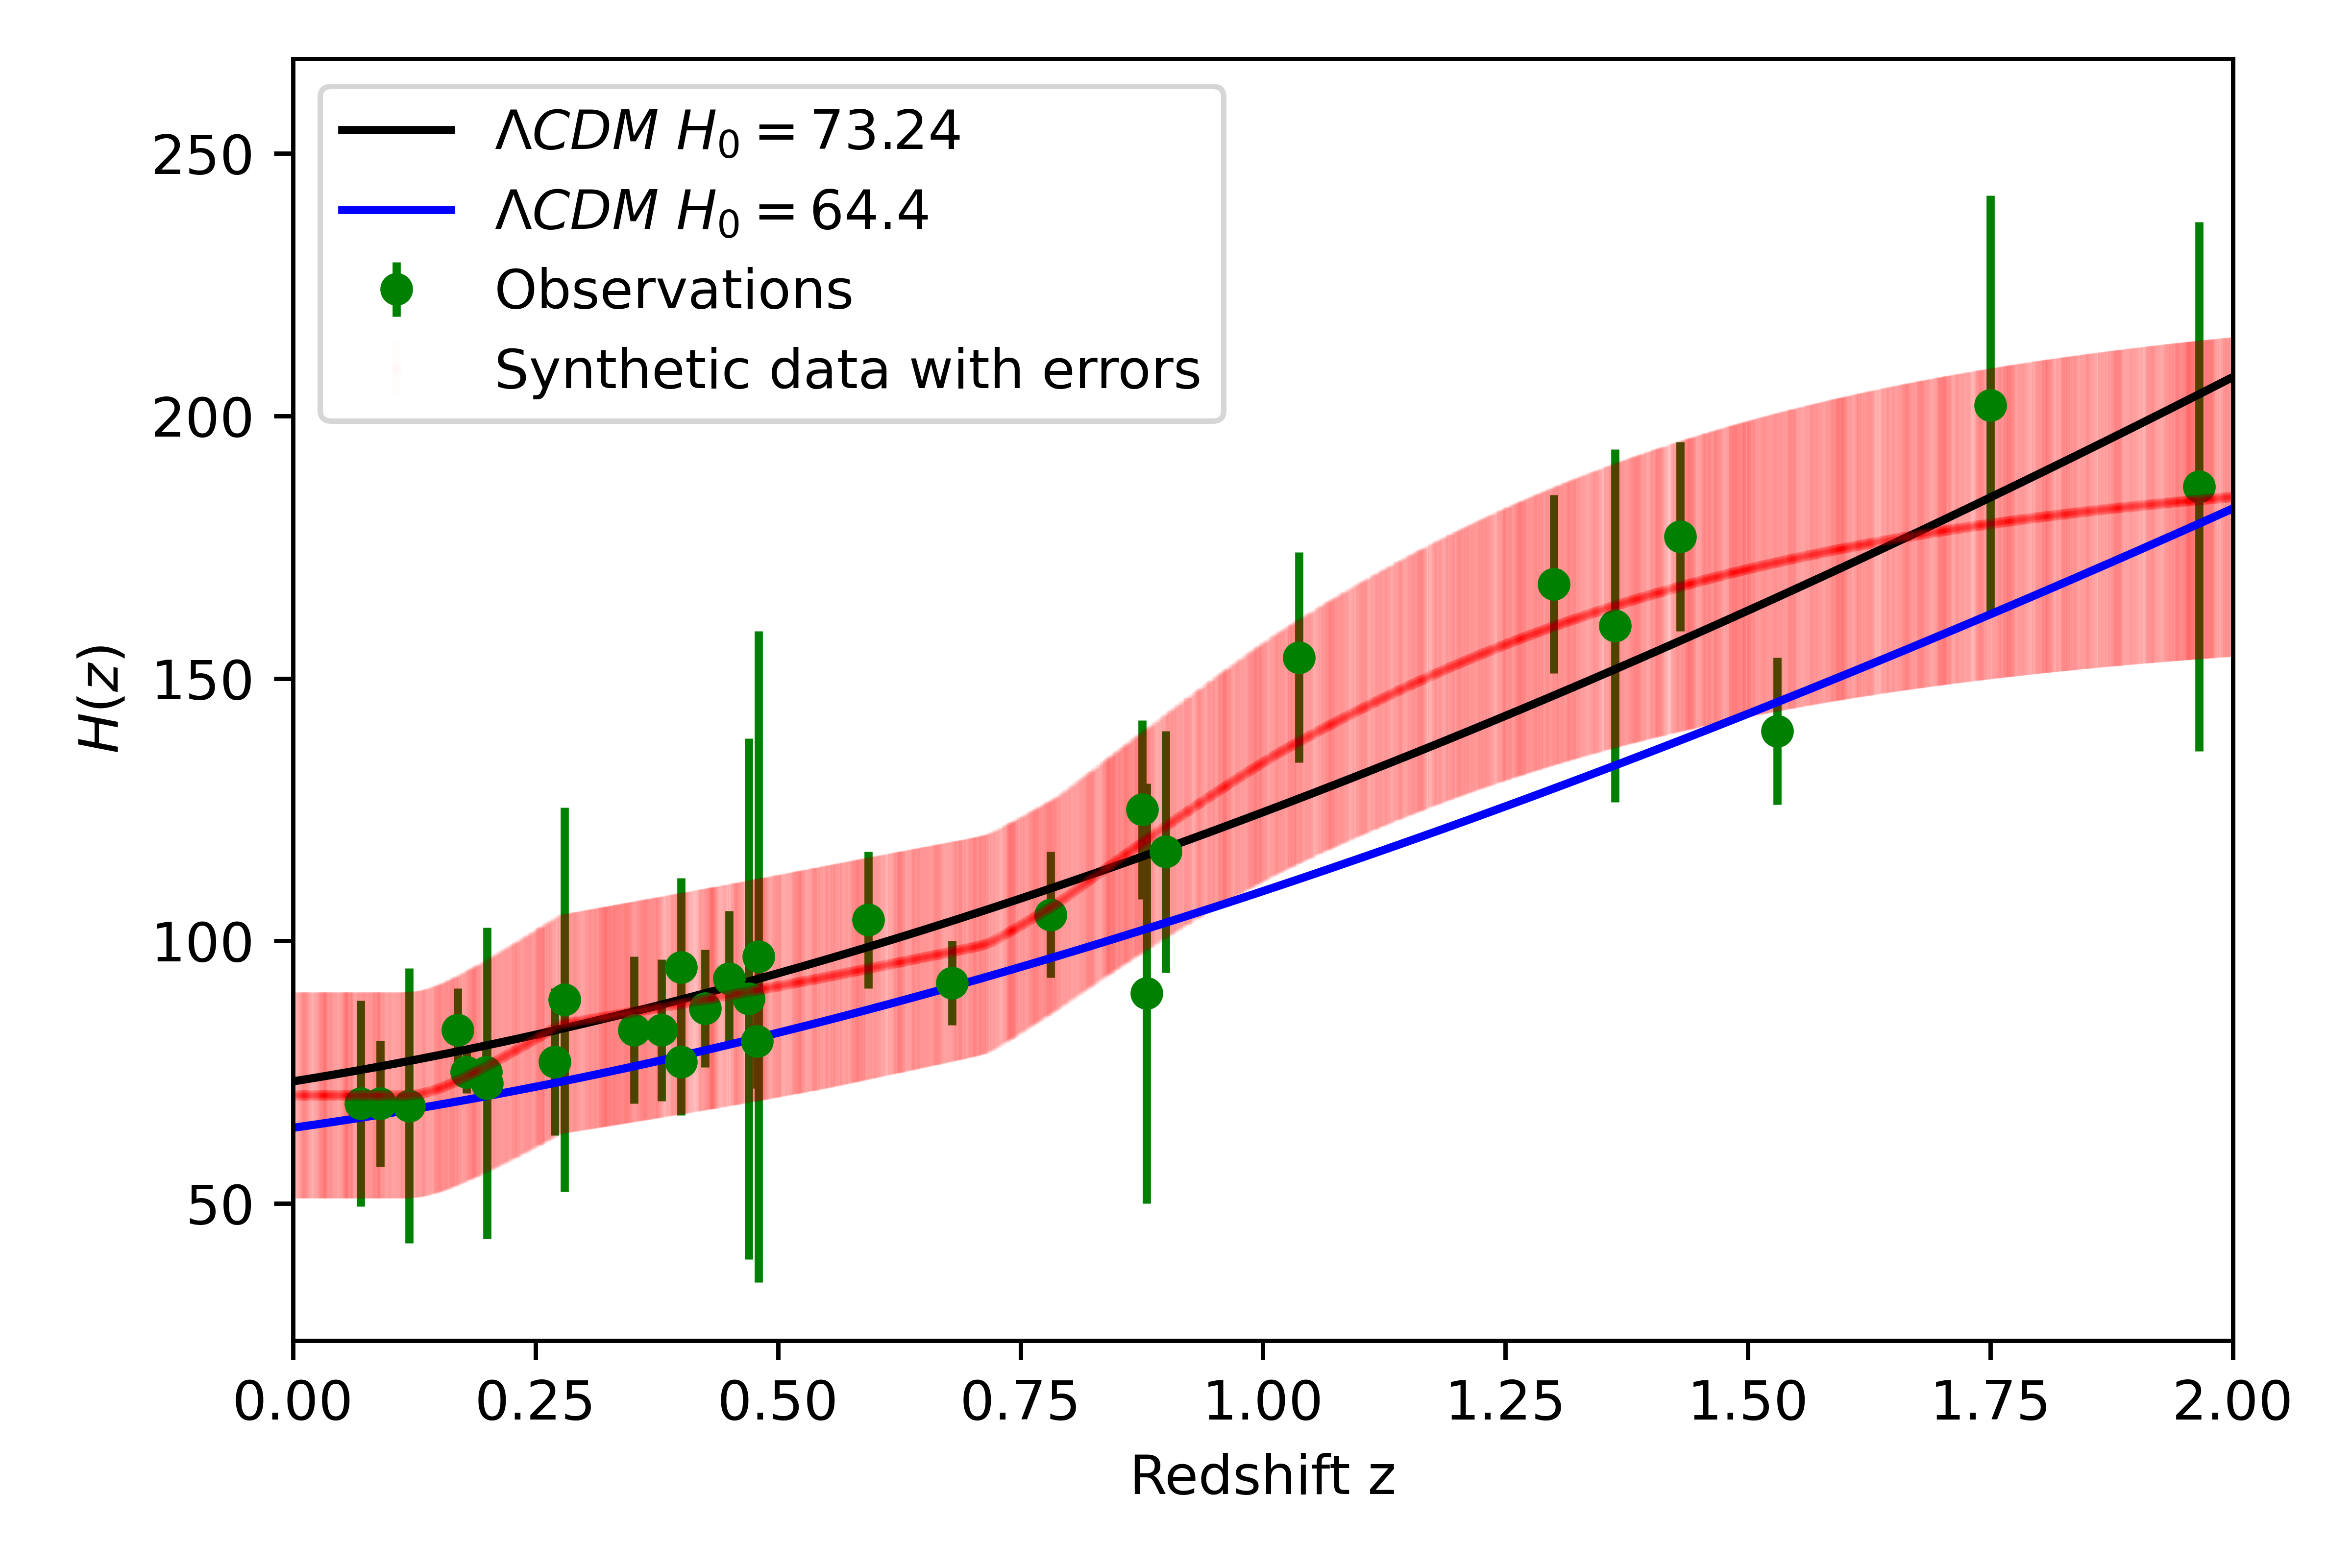 ΛCDM H₀ = 73.24
ΛCDM H₀ = 64.4
Observations
Synthetic data with errors
250
200
150
100
50
H(z)
0.00 0.25 0.50 0.75 1.00 1.25 1.50 1.75 2.00
Redshift z